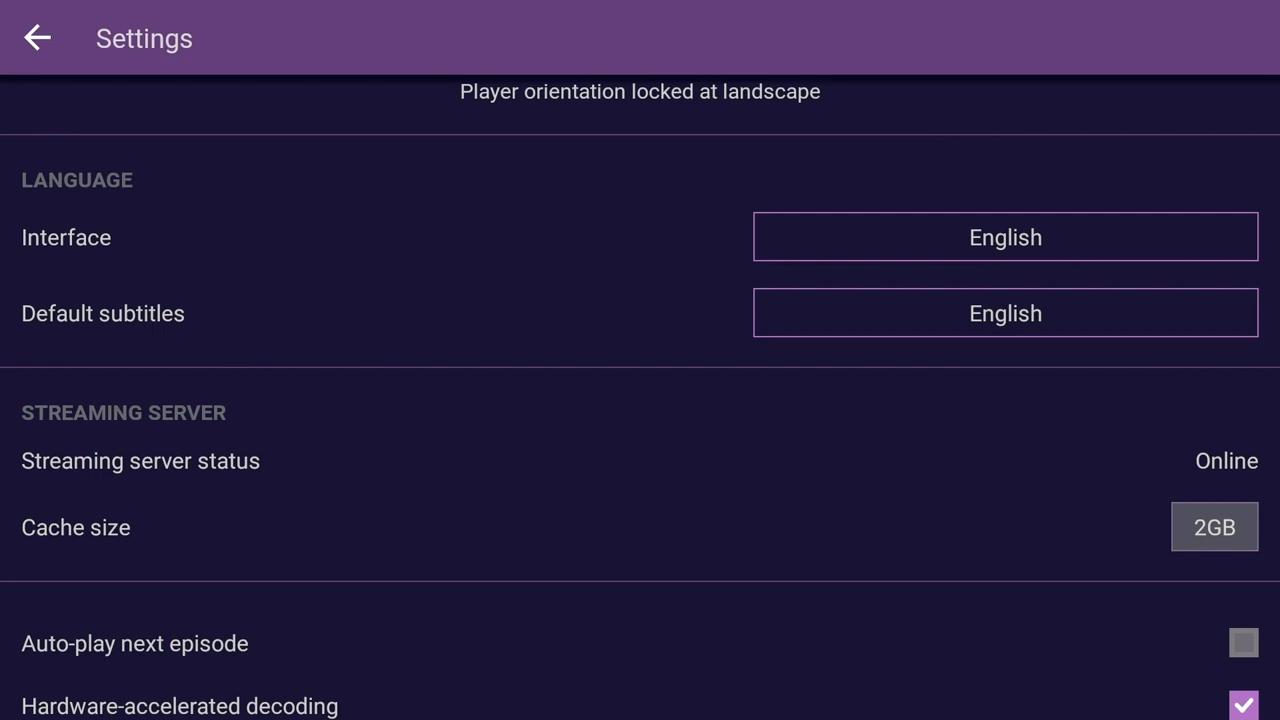 Settings
Player orientation locked at landscape
LANGUAGE
Interface English
Default subtitles English
STREAMING SERVER
Streaming server status Online
Cache size 2GB
Auto-play next episode
Hardware-accelerated decoding